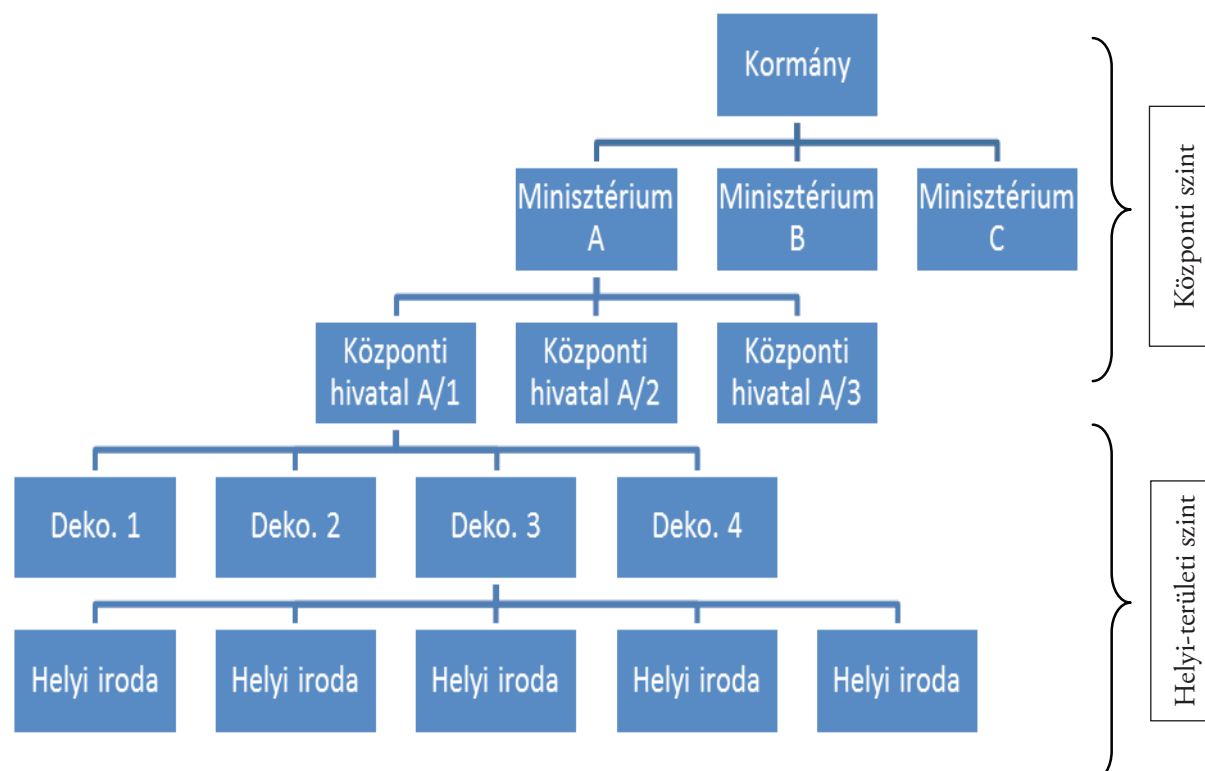 Kormány
Minisztérium
A
Minisztérium
B
Minisztérium
C
Központi
hivatal A/1
Központi
hivatal A/2
Központi
hivatal A/3
Központi szint
Deko. 1
Deko. 2
Deko. 3
Deko. 4
Helyi iroda
Helyi iroda
Helyi iroda
Helyi iroda
Helyi iroda
Helyi-területi szint